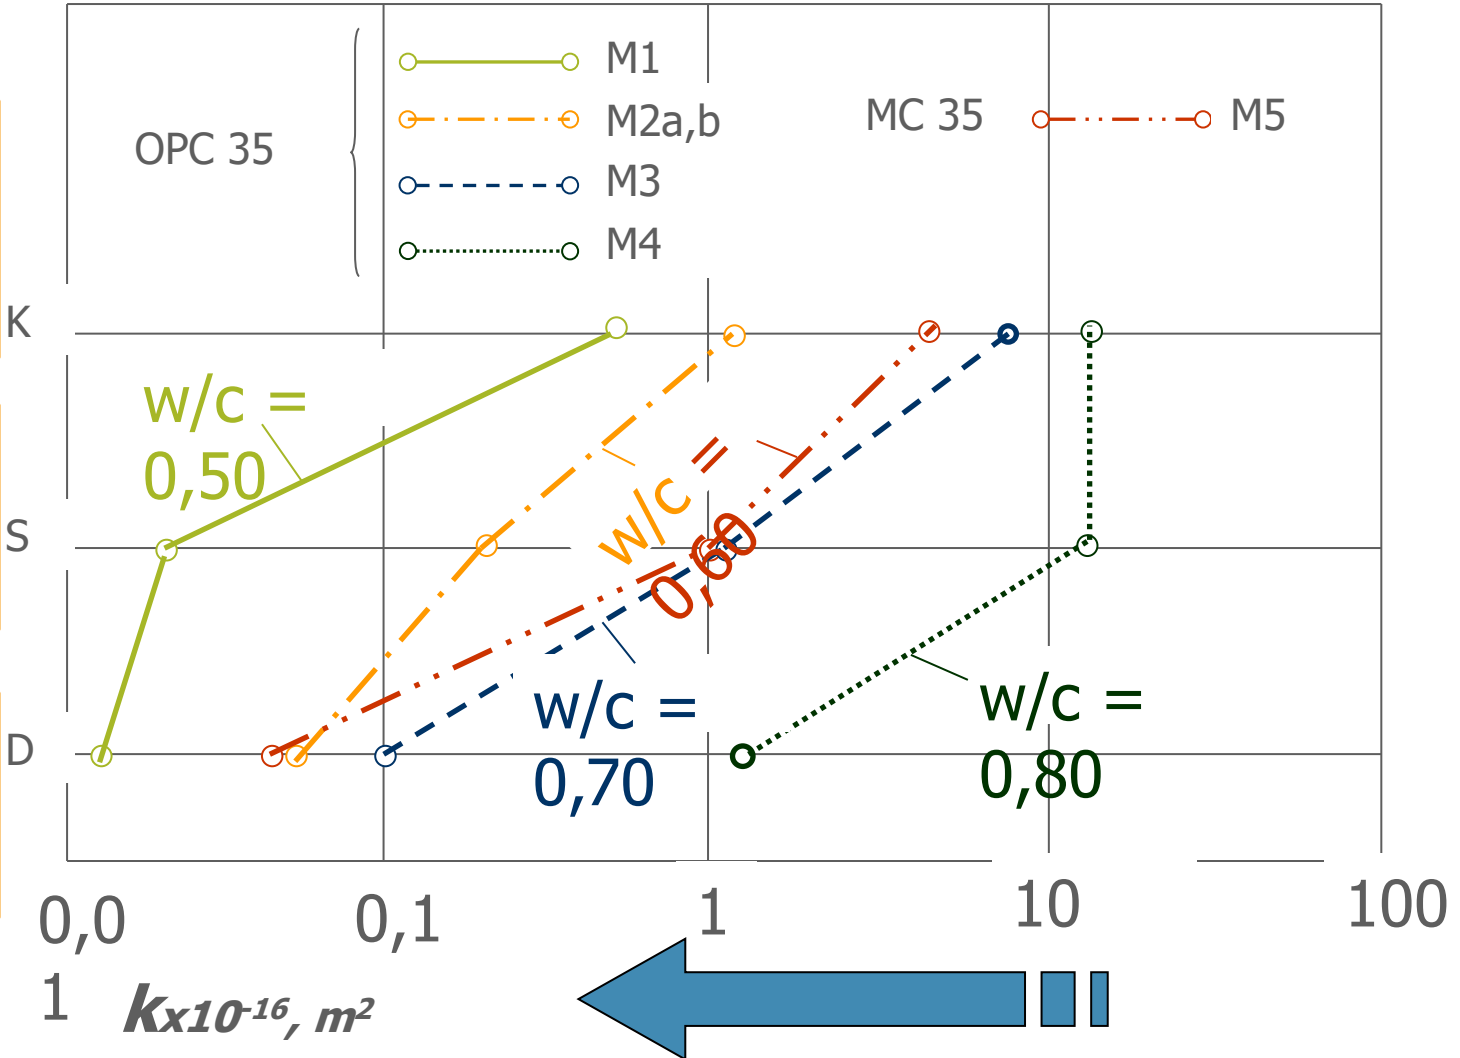 M1
M2a,b
M3
M4
OPC 35
MC 35
M5
K
w/c =
0,50
S
w/c =
0,60
D
w/c =
0,70
w/c =
0,80
0,0
1
0,1
1
10
100
kx10⁻¹⁶, m²